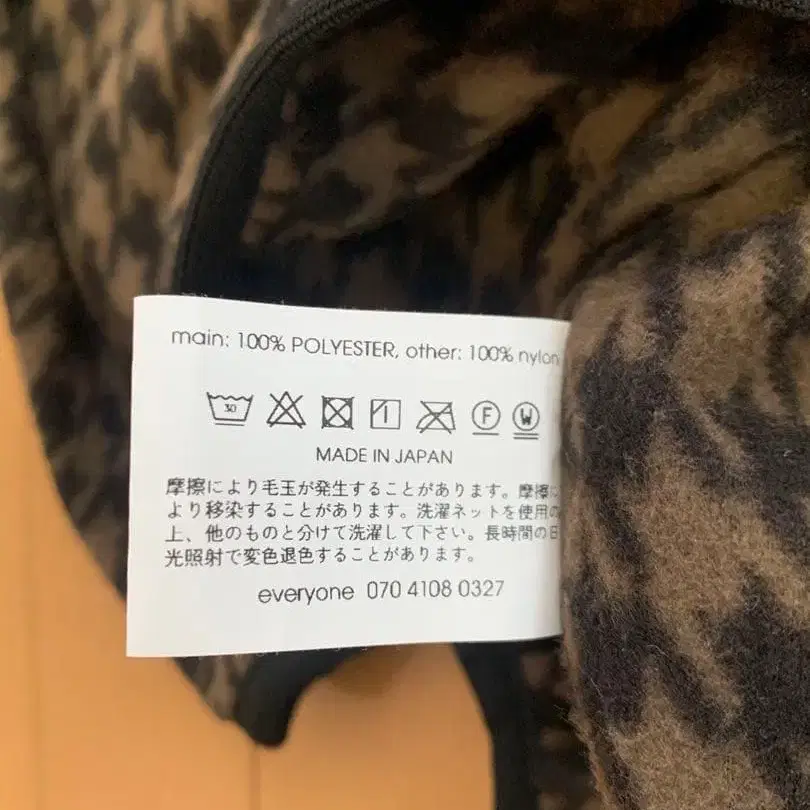 main: 100% POLYESTER, other: 100% nylon
30 F W
MADE IN JAPAN
摩擦により毛玉が発生することがあります。摩擦に
より移染することがあります。洗濯ネットを使用の
上、他のものと分けて洗濯して下さい。長時間の日
光照射で変色退色することがあります。
everyone 070 4108 0327